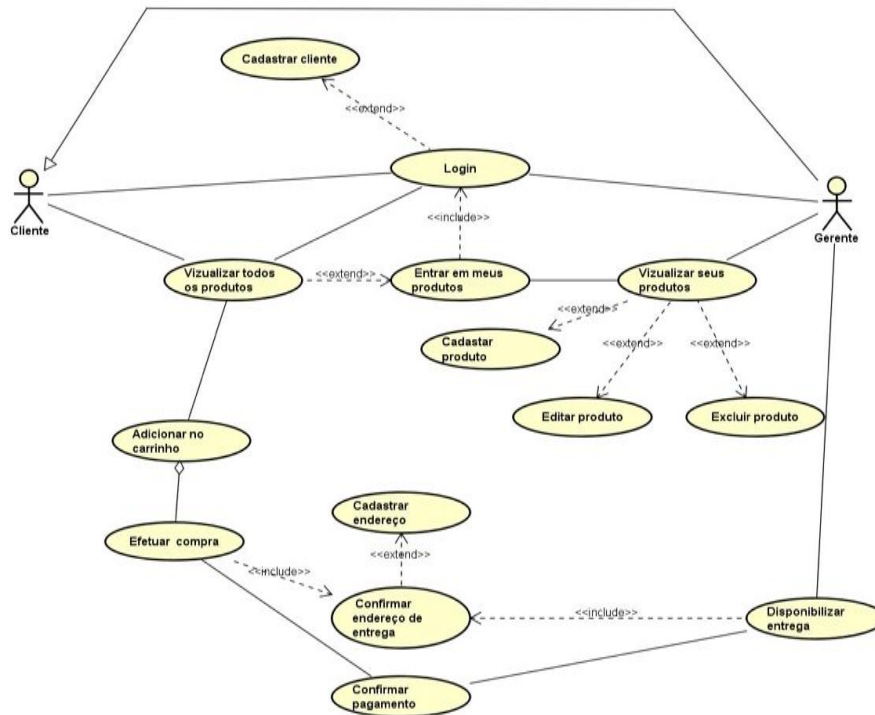 Cadastrar cliente
<<extend>>
Login
Cliente
<<include>>
Gerente
Vizualizar todos
os produtos
<<extend>>
Entrar em meus
produtos
Vizualizar seus
produtos
<<extend>>
Cadastar
produto
<<extend>>
<<extend>>
Editar produto
Excluir produto
Adicionar no
carrinho
Cadastrar
endereço
Efetuar compra
<<extend>>
<<include>>
Confirmar
endereço de
entrega
<<include>>
Disponibilizar
entrega
Confirmar
pagamento